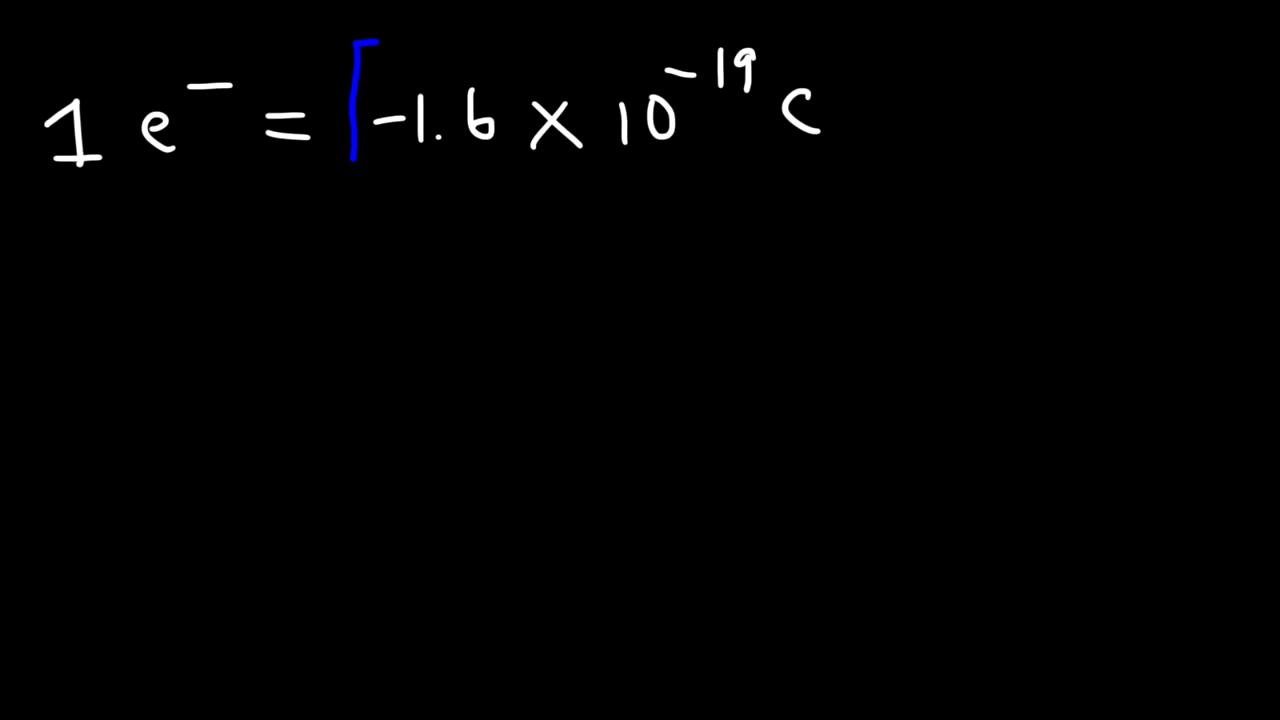 1 e⁻ = [-1.6 × 10⁻¹⁹ C